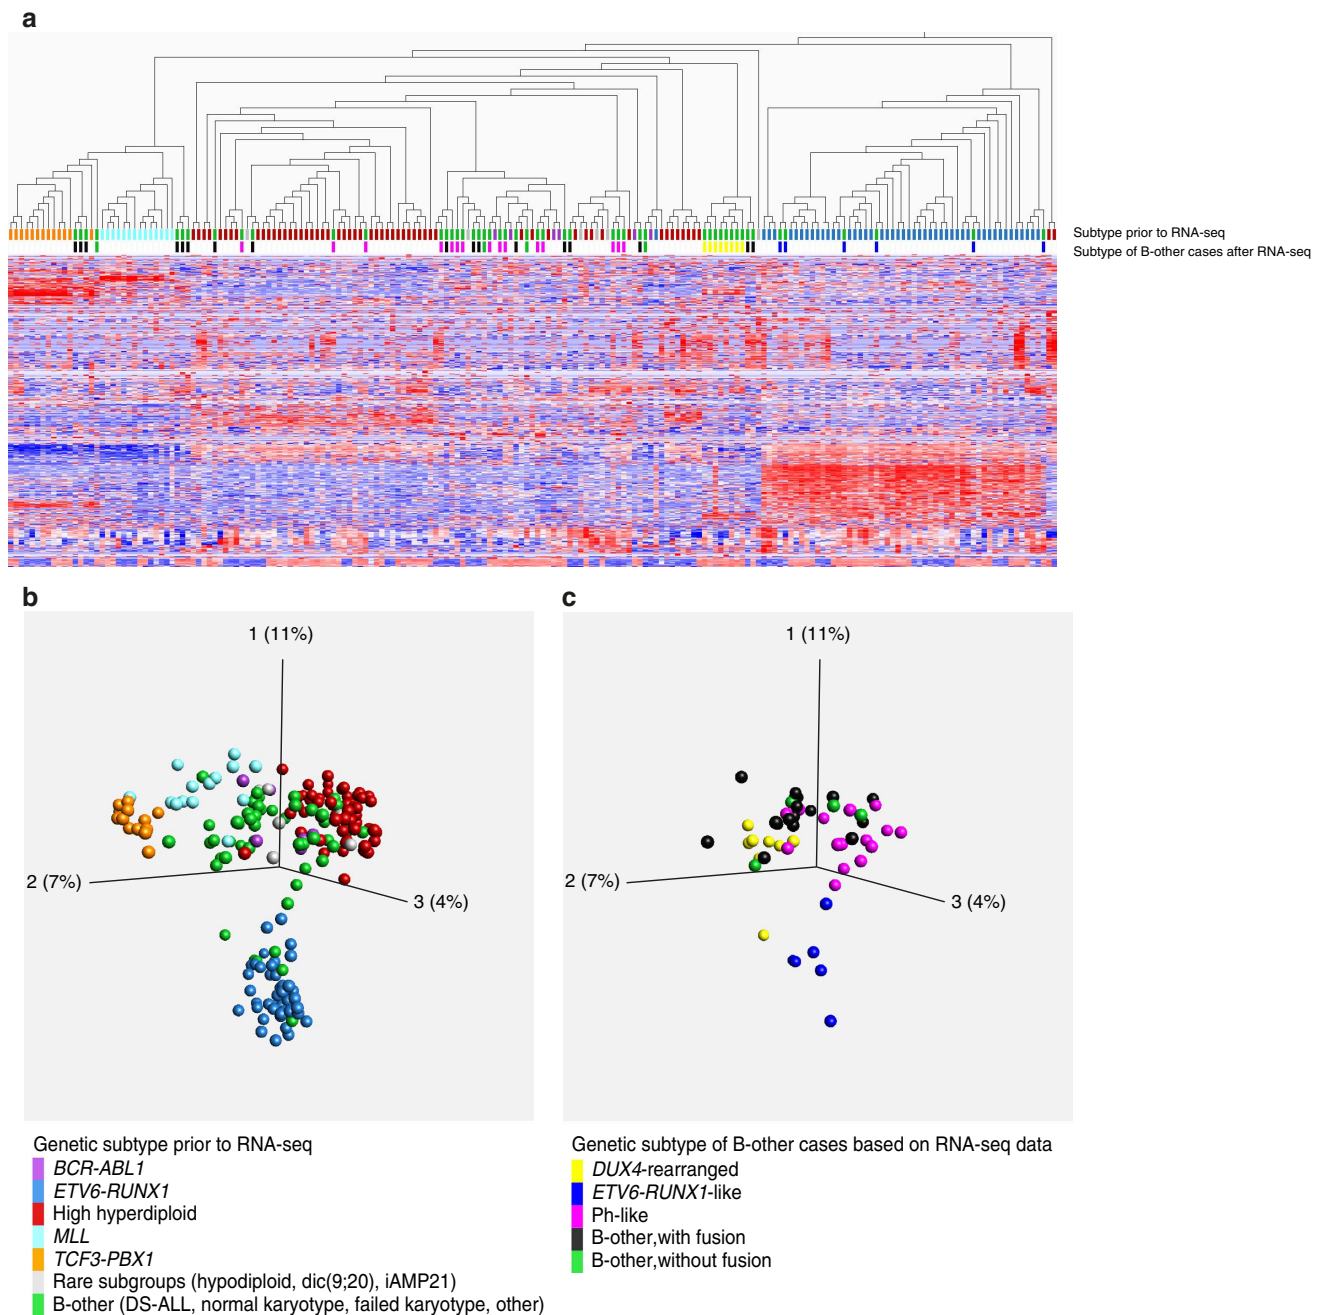 a
Subtype prior to RNA-seq
Subtype of B-other cases after RNA-seq
b
1 (11%)
2 (7%)
3 (4%)
Genetic subtype prior to RNA-seq
BCR-ABL1
ETV6-RUNX1
High hyperdiploid
MLL
TCF3-PBX1
Rare subgroups (hypodiploid, dic(9;20), iAMP21)
B-other (DS-ALL, normal karyotype, failed karyotype, other)
c
1 (11%)
2 (7%)
3 (4%)
Genetic subtype of B-other cases based on RNA-seq data
DUX4-rearranged
ETV6-RUNX1-like
Ph-like
B-other,with fusion
B-other,without fusion